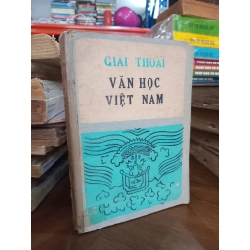 GIAI THOẠI
VĂN HỌC
VIỆT NAM